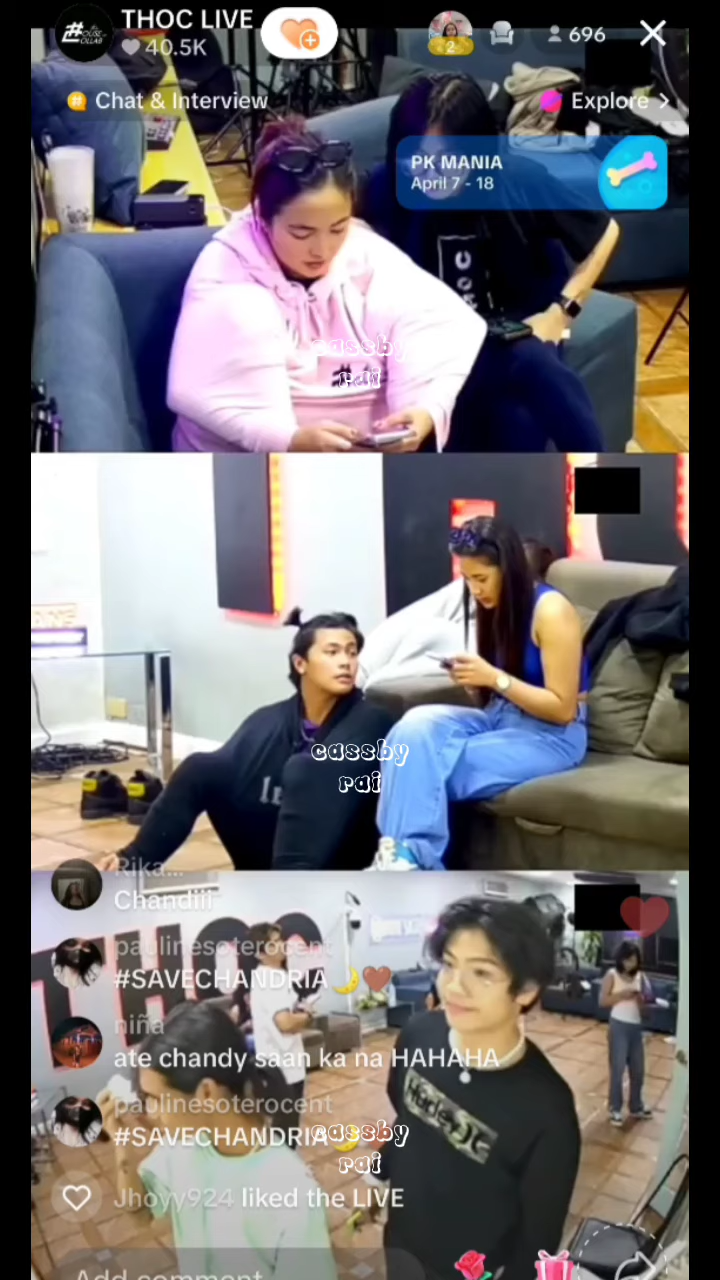 THOC LIVE
40.5K
2
696
Chat & Interview
Explore >
PK MANIA
April 7 - 18
cassby
rai
cassby
rai
Rika...
Chandiii
paulinesoterocent
#SAVECHANDRIA 🌙🤎
niña
ate chandy saan ka na HAHAHA
paulinesoterocent
#SAVECHANDRIA
cassby
rai
Jhoyy924 liked the LIVE
Hurley
Add comment